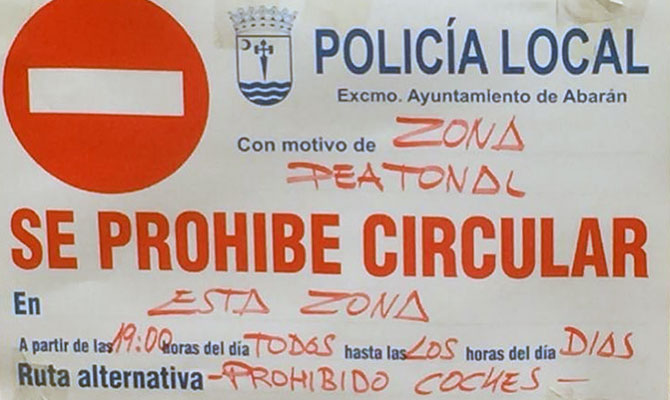 POLICÍA LOCAL
Excmo. Ayuntamiento de Abarán
Con motivo de ZONA
PEATONAL
SE PROHIBE CIRCULAR
En ESTA ZONA
A partir de las 19:00 horas del día TODOS hasta las LOS horas del día DIAS
Ruta alternativa - PROHIBIDO COCHES -